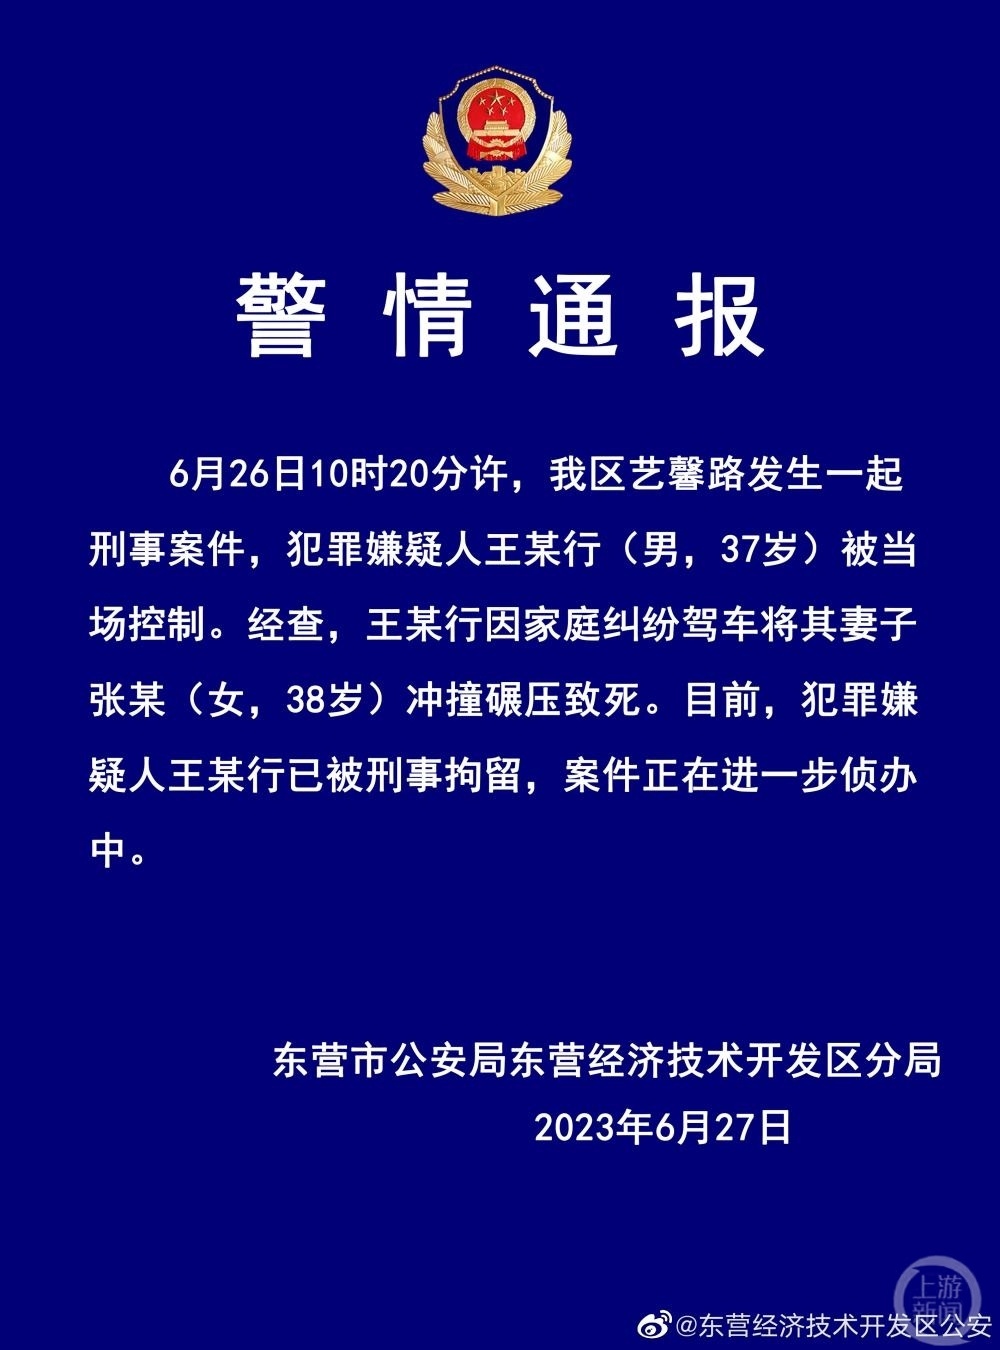 警情通报
6月26日10时20分许，我区艺馨路发生一起
刑事案件，犯罪嫌疑人王某行（男，37岁）被当
场控制。经查，王某行因家庭纠纷驾车将其妻子
张某（女，38岁）冲撞碾压致死。目前，犯罪嫌
疑人王某行已被刑事拘留，案件正在进一步侦办
中。
东营市公安局东营经济技术开发区分局
2023年6月27日
上游
新闻
@东营经济技术开发区公安